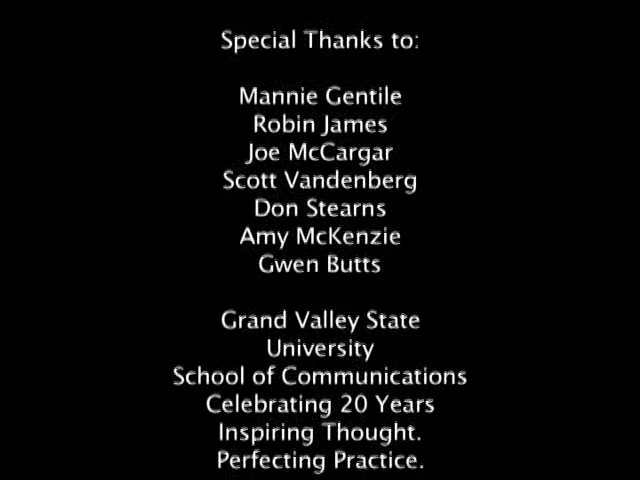 Special Thanks to:
Mannie Gentile
Robin James
Joe McCargar
Scott Vandenberg
Don Stearns
Amy McKenzie
Gwen Butts
Grand Valley State
University
School of Communications
Celebrating 20 Years
Inspiring Thought.
Perfecting Practice.